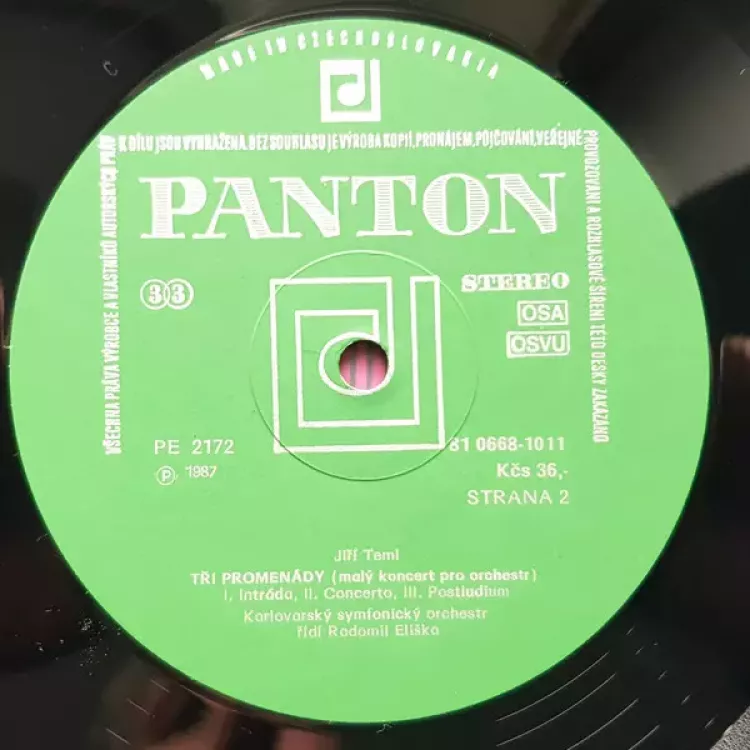 MADE IN CZECHOSLOVAKIA
VŠECHNA PRÁVA VÝROBCE A VLASTNÍKŮ AUTORSKÝCH PRÁV
K DÍLU JSOU VYHRAŽENA. BEZ SOUHLASU JE VÝROBA KOPIÍ, PRONÁJEM, PŮJČOVÁNÍ, VEŘEJNÉ
PROVOZOVÁNÍ A ROZHLASOVÉ ŠÍŘENÍ TÉTO DESKY ZAKÁZÁNO
PANTON
33
STEREO
OSA
OSVU
PE 2172
℗ 1987
81 0668-1011
Kčs 36,-
STRANA 2
Jiří Teml
TŘI PROMENÁDY (malý koncert pro orchestr)
I. Intráda, II. Concerto, III. Postludium
Karlovarský symfonický orchestr
řídí Radomil Eliška